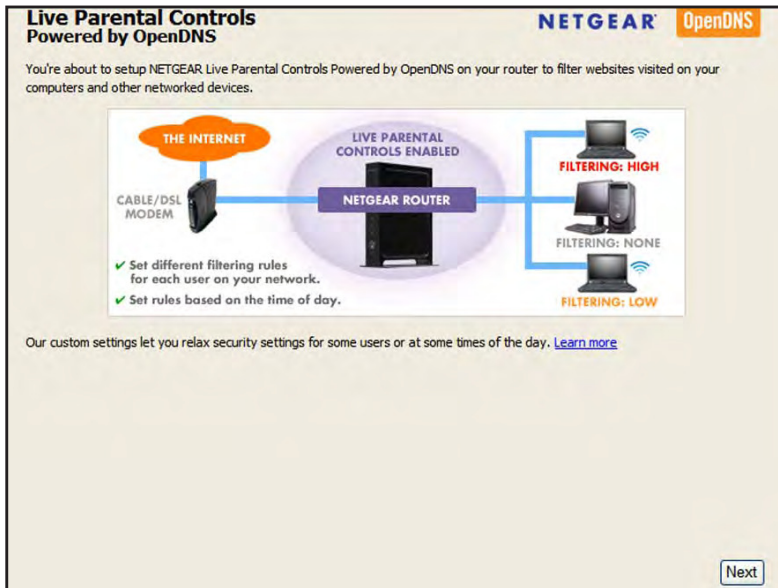 Live Parental Controls
Powered by OpenDNS
NETGEAR
OpenDNS
You're about to setup NETGEAR Live Parental Controls Powered by OpenDNS on your router to filter websites visited on your
computers and other networked devices.
THE INTERNET
LIVE PARENTAL
CONTROLS ENABLED
FILTERING: HIGH
CABLE/DSL
MODEM
NETGEAR ROUTER
FILTERING: NONE
✔ Set different filtering rules
for each user on your network.
✔ Set rules based on the time of day.
FILTERING: LOW
Our custom settings let you relax security settings for some users or at some times of the day. Learn more
Next